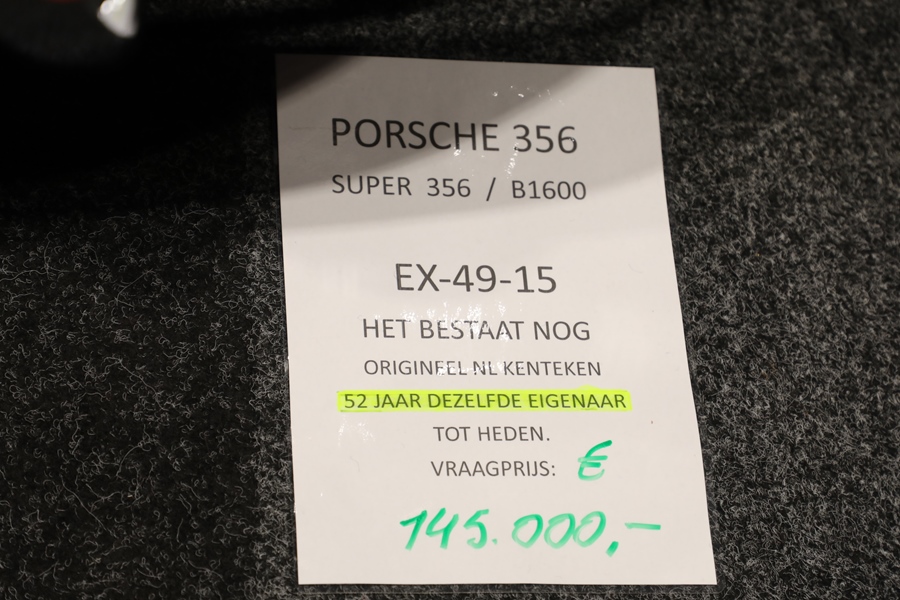 PORSCHE 356
SUPER 356 / B1600
EX-49-15
HET BESTAAT NOG
ORIGINEEL NL KENTEKEN
52 JAAR DEZELFDE EIGENAAR
TOT HEDEN.
VRAAGPRIJS: €
145.000,-